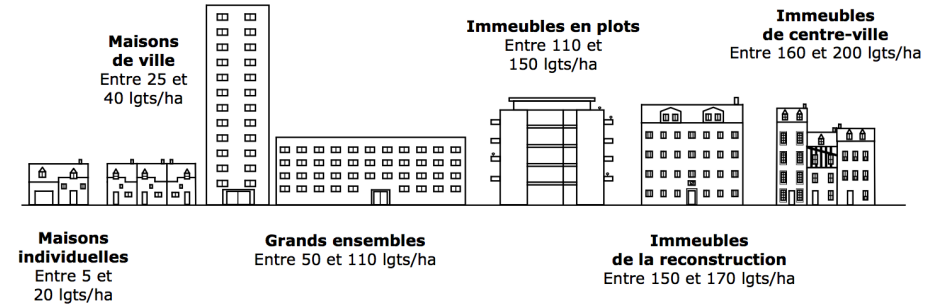 Maisons
de ville
Entre 25 et
40 lgts/ha
Immeubles en plots
Entre 110 et
150 lgts/ha
Immeubles
de centre-ville
Entre 160 et 200 lgts/ha
Maisons
individuelles
Entre 5 et
20 lgts/ha
Grands ensembles
Entre 50 et 110 lgts/ha
Immeubles
de la reconstruction
Entre 150 et 170 lgts/ha